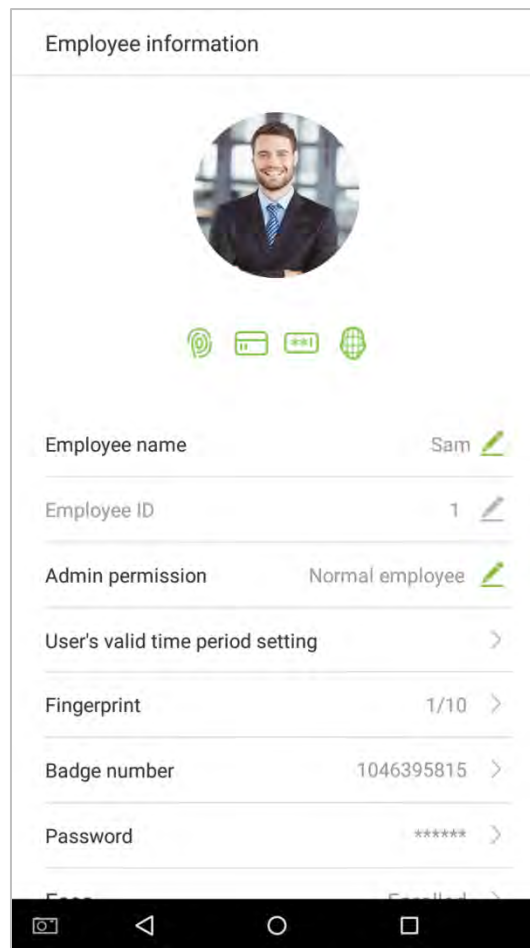 Employee information
**
Employee name Sam
Employee ID 1
Admin permission Normal employee
User's valid time period setting
Fingerprint 1/10
Badge number 1046395815
Password ******